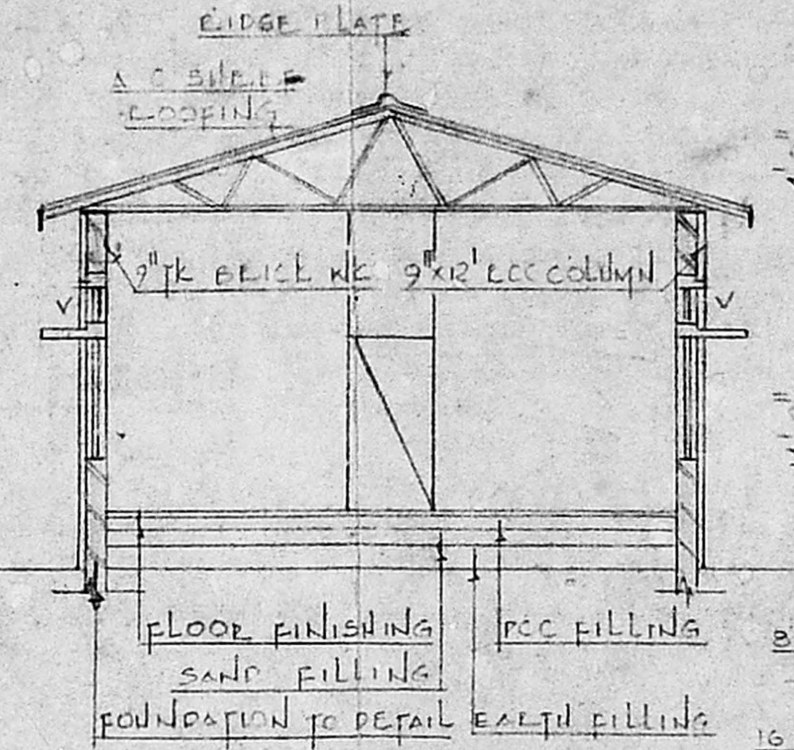 RIDGE PLATE
A C SHEET
ROOFING
9" TK BRICK WK 9"x12' RCC COLUMN
V V
FLOOR FINISHING PCC FILLING
8
SAND FILLING
FOUNDATION TO DETAIL EARTH FILLING
16